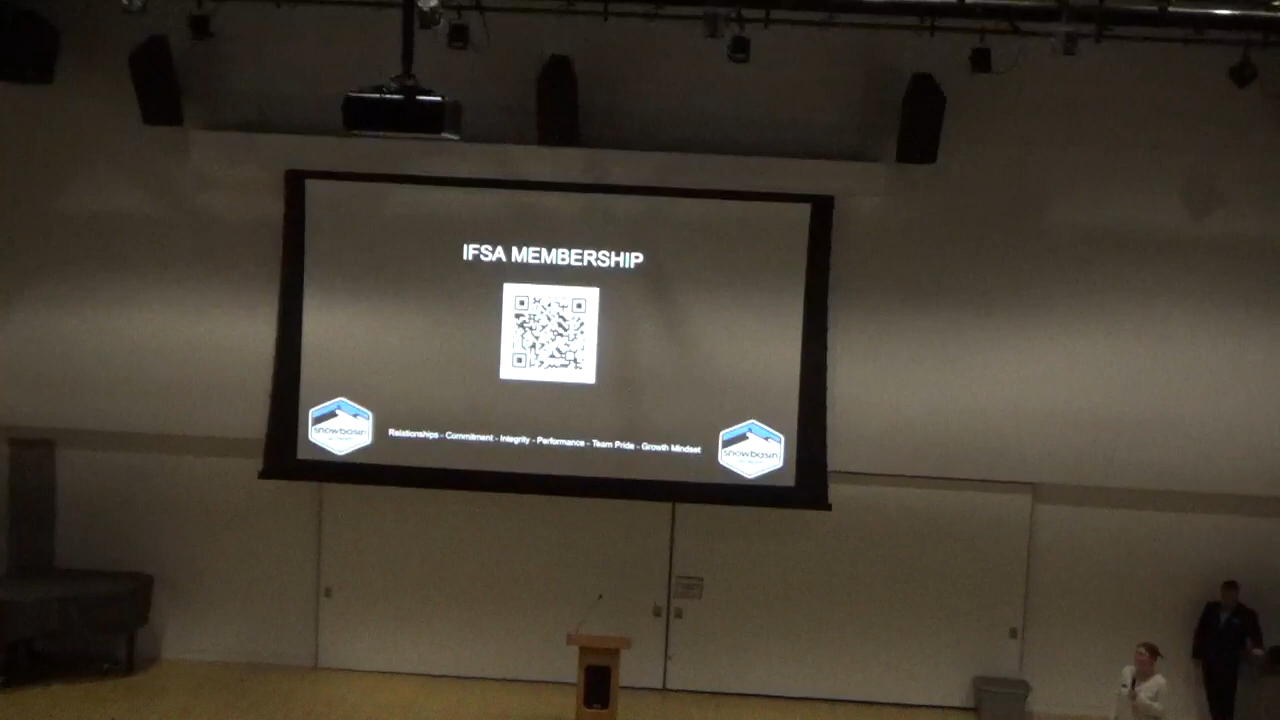 IFSA MEMBERSHIP
snowbasin
Relationships - Commitment - Integrity - Performance - Team Pride - Growth Mindset
snowbasin